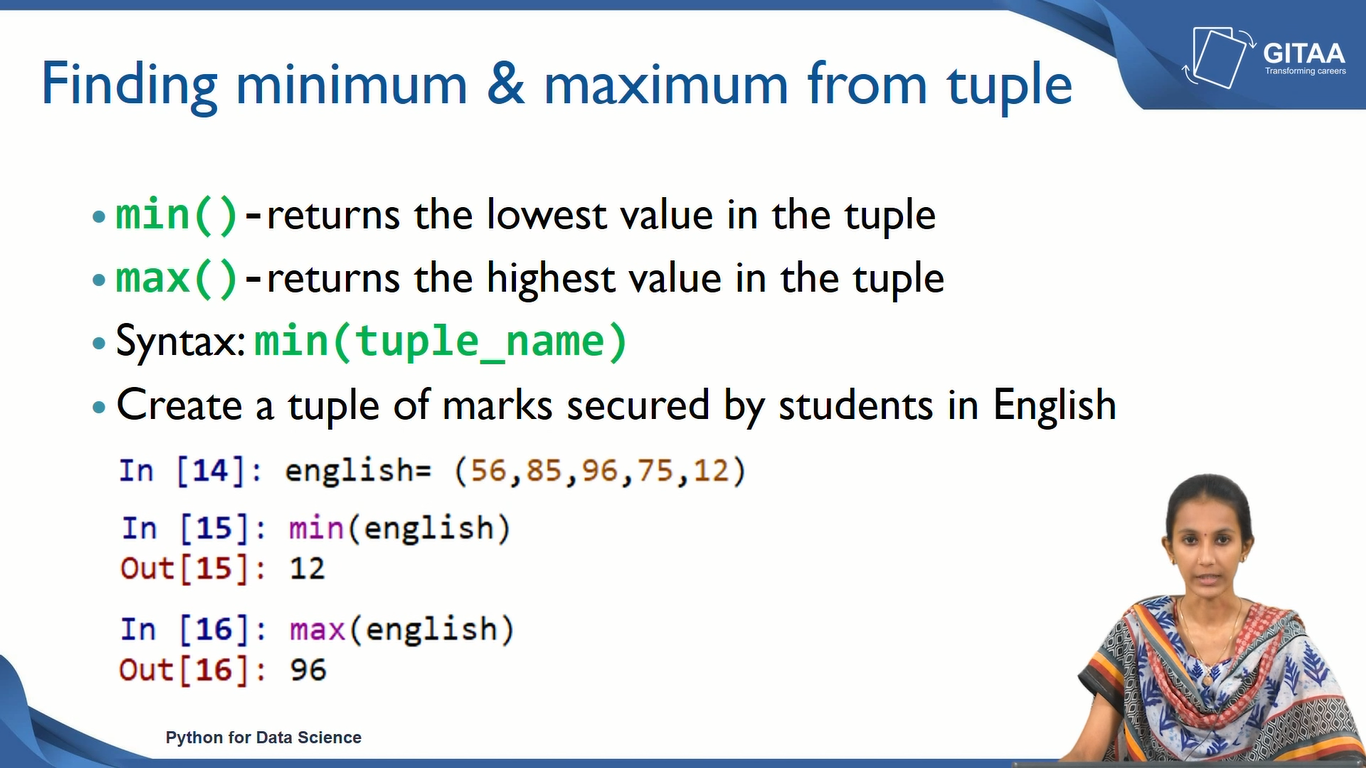 Finding minimum & maximum from tuple
GITAA
Transforming careers
• min()-returns the lowest value in the tuple
• max()-returns the highest value in the tuple
• Syntax: min(tuple_name)
• Create a tuple of marks secured by students in English
In [14]: english= (56,85,96,75,12)
In [15]: min(english)
Out[15]: 12
In [16]: max(english)
Out[16]: 96
Python for Data Science